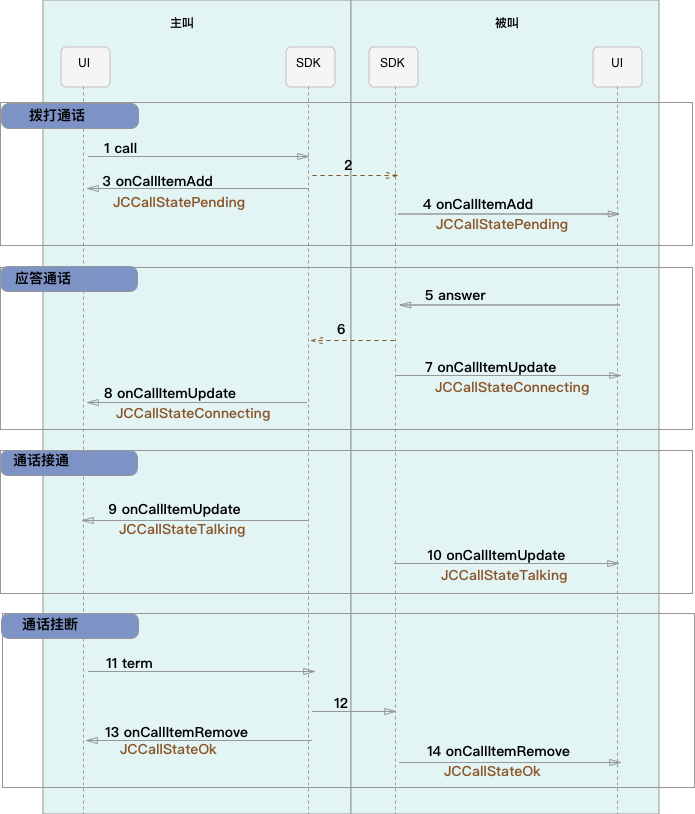 主叫
被叫
UI
SDK
SDK
UI
拨打通话
1 call
2
3 onCallItemAdd
JCCallStatePending
4 onCallItemAdd
JCCallStatePending
应答通话
5 answer
6
7 onCallItemUpdate
JCCallStateConnecting
8 onCallItemUpdate
JCCallStateConnecting
通话接通
9 onCallItemUpdate
JCCallStateTalking
10 onCallItemUpdate
JCCallStateTalking
通话挂断
11 term
12
13 onCallItemRemove
JCCallStateOk
14 onCallItemRemove
JCCallStateOk